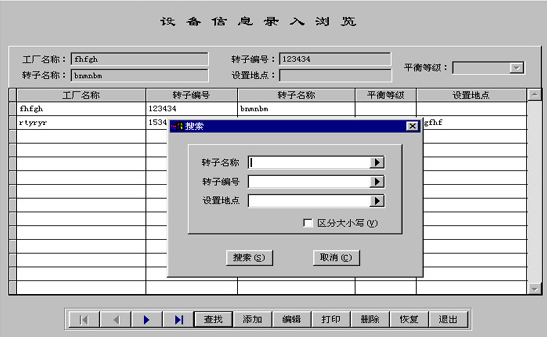 设备信息录入浏览
工厂名称： fhfgh 转子编号： 123434
平衡等级：
转子名称： bnmnbm 设置地点：
工厂名称 转子编号 转子名称 平衡等级 设置地点
fhfgh 123434 bnmnbm
rtyryr 1534 gfhf
搜索
转子名称
转子编号
设置地点
区分大小写(V)
搜索(S) 取消(C)
查找 添加 编辑 打印 删除 恢复 退出